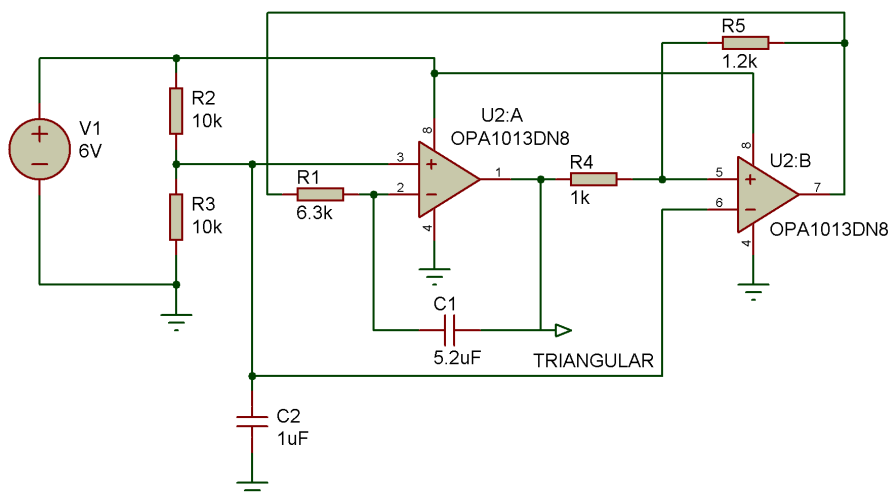 R5
1.2k
V1
6V
R2
10k
R3
10k
U2:A
OPA1013DN8
8
3
2
1
4
+
−
R1
6.3k
R4
1k
U2:B
OPA1013DN8
8
5
6
7
4
+
−
C1
5.2uF
TRIANGULAR
C2
1uF